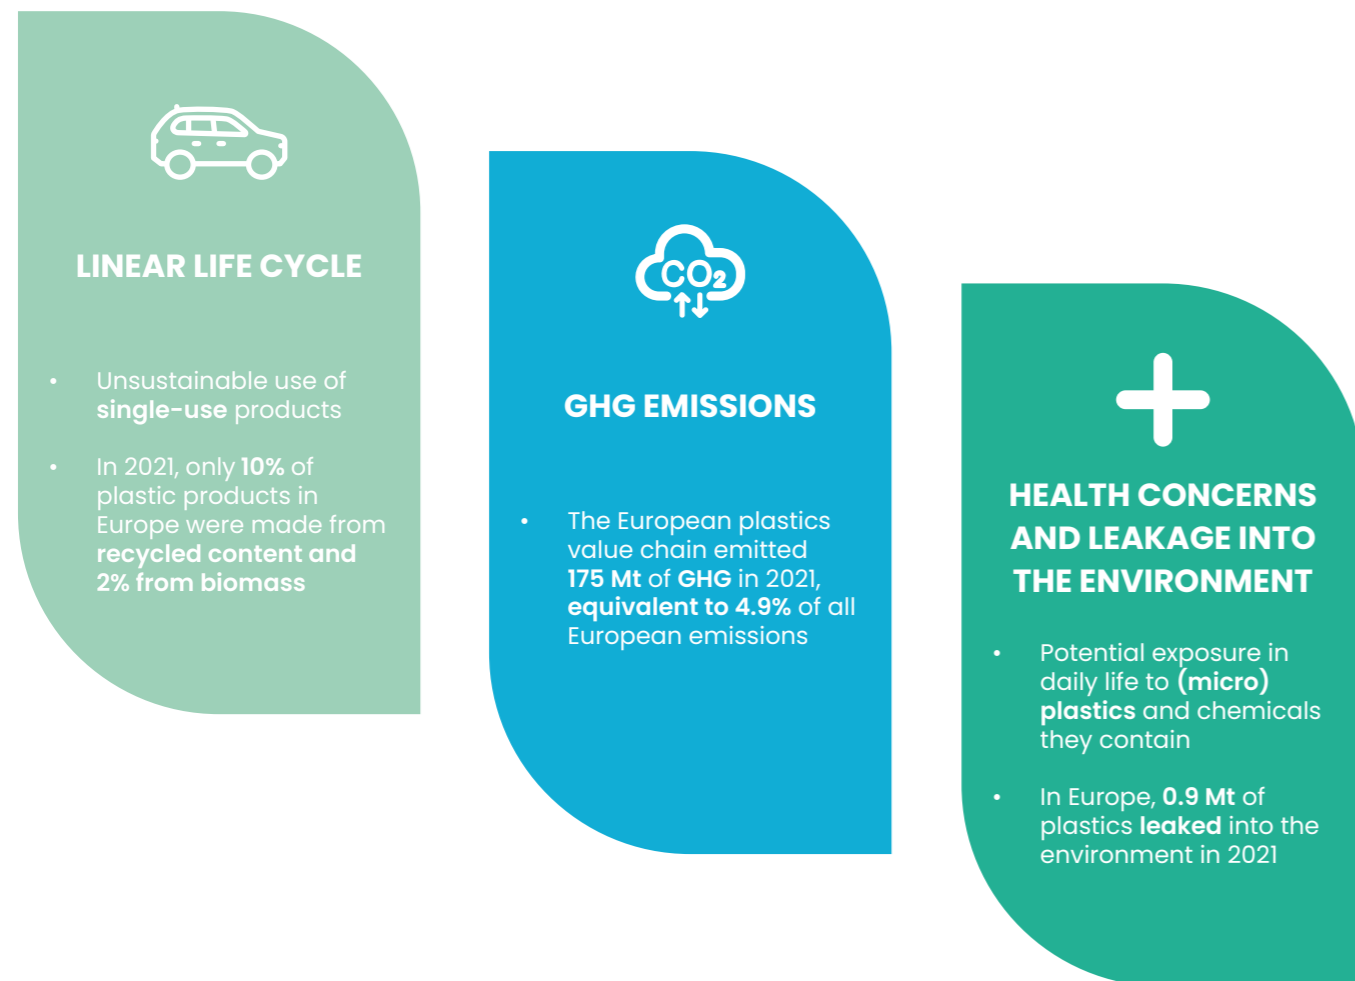 LINEAR LIFE CYCLE
• Unsustainable use of
single-use products
• In 2021, only 10% of
plastic products in
Europe were made from
recycled content and
2% from biomass
CO2
GHG EMISSIONS
• The European plastics
value chain emitted
175 Mt of GHG in 2021,
equivalent to 4.9% of all
European emissions
HEALTH CONCERNS
AND LEAKAGE INTO
THE ENVIRONMENT
• Potential exposure in
daily life to (micro)
plastics and chemicals
they contain
• In Europe, 0.9 Mt of
plastics leaked into the
environment in 2021